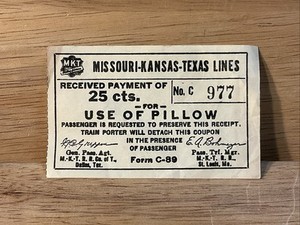 MKT
MISSOURI-KANSAS-TEXAS LINES
RECEIVED PAYMENT OF
25 cts.
No. C 977
-FOR-
USE OF PILLOW
PASSENGER IS REQUESTED TO PRESERVE THIS RECEIPT,
TRAIN PORTER WILL DETACH THIS COUPON
IN THE PRESENCE
OF PASSENGER
Gen. Pass. Agt.
M.-K.-T. R. R. Co. of T.,
Dallas, Tex.
Form C-89
Pass. Tff. Mgr.
M.-K.-T. R. R.,
St. Louis, Mo.